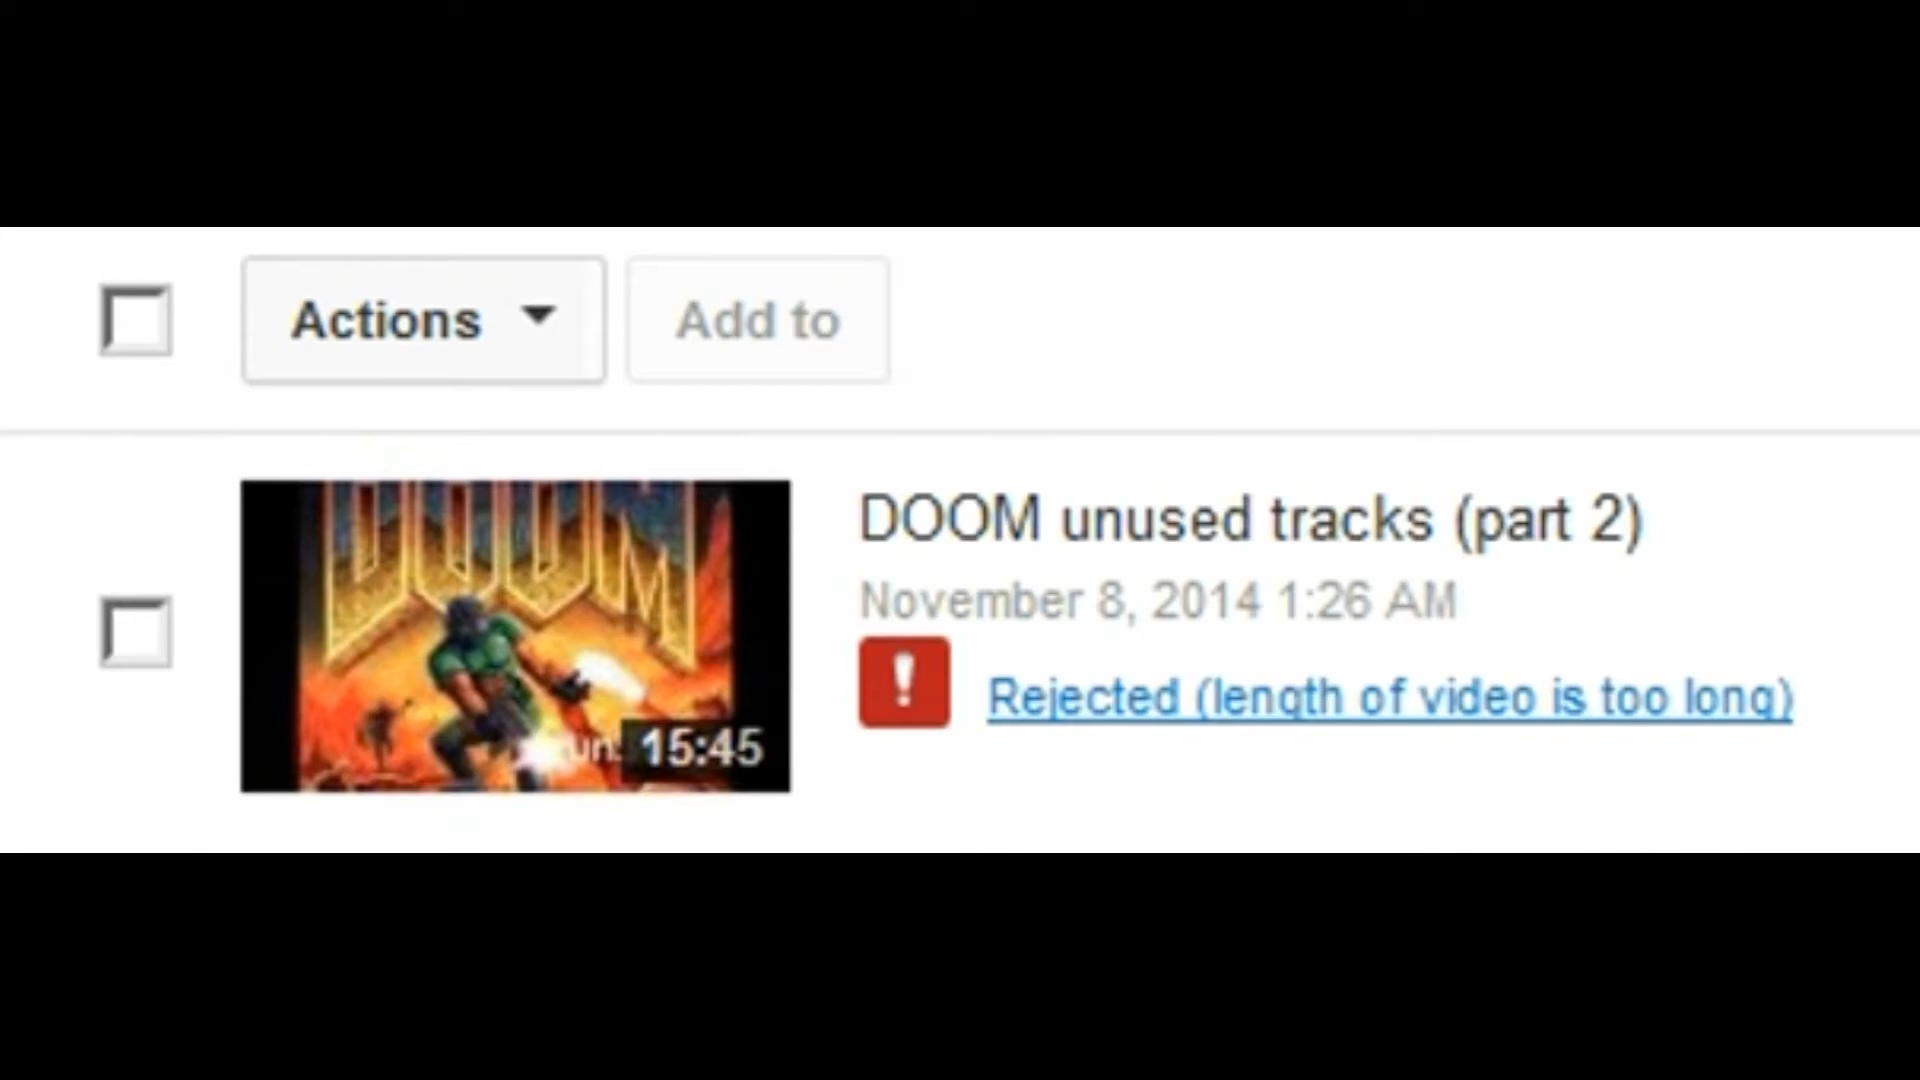 Actions
Add to
DOOM
15:45
DOOM unused tracks (part 2)
November 8, 2014 1:26 AM
Rejected (length of video is too long)